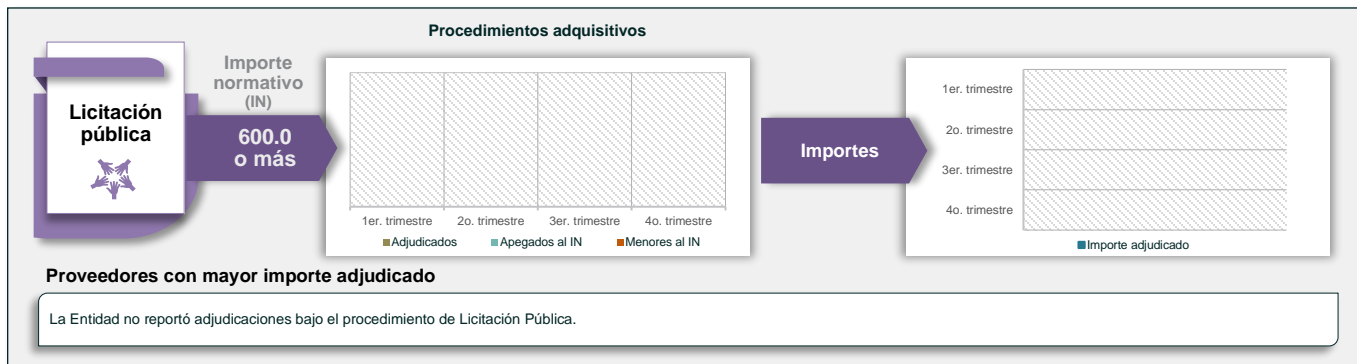 Procedimientos adquisitivos
Licitación
pública
Importe
normativo
(IN)
600.0
o más
1er. trimestre
2o. trimestre
3er. trimestre
4o. trimestre
Adjudicados
Apegados al IN
Menores al IN
Importes
1er. trimestre
2o. trimestre
3er. trimestre
4o. trimestre
Importe adjudicado
Proveedores con mayor importe adjudicado
La Entidad no reportó adjudicaciones bajo el procedimiento de Licitación Pública.